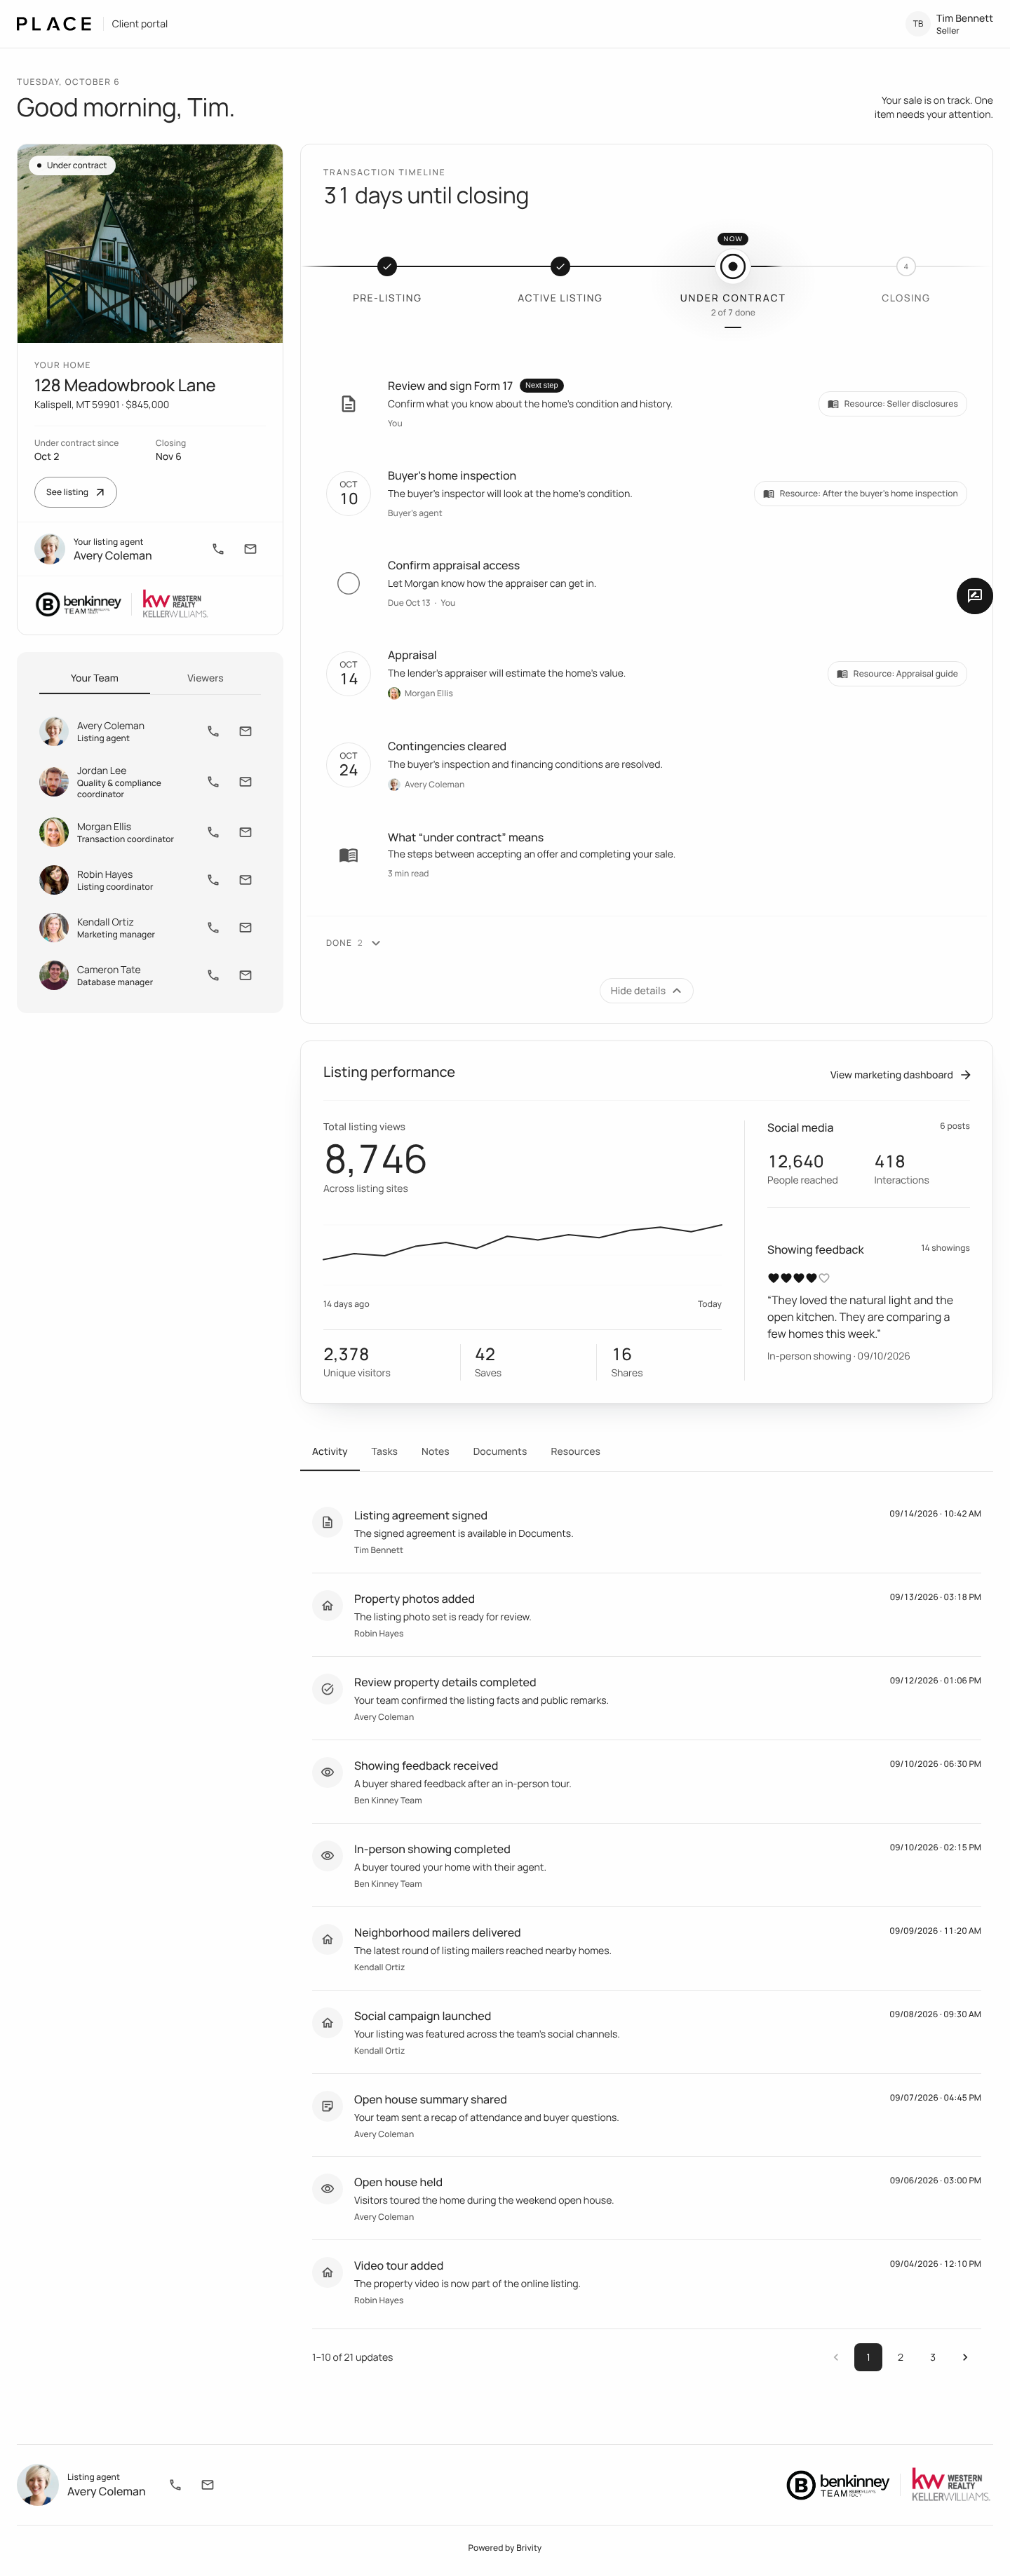 PLACE
Client portal
TB
Tim Bennett
Seller
TUESDAY, OCTOBER 6
Good morning, Tim.
Your sale is on track. One
item needs your attention.
Under contract
YOUR HOME
128 Meadowbrook Lane
Kalispell, MT 59901 · $845,000
Under contract since
Oct 2
Closing
Nov 6
See listing
Your listing agent
Avery Coleman
B benkinney
TEAM
kw WESTERN
REALTY
KELLERWILLIAMS.
Your Team
Viewers
Avery Coleman
Listing agent
Jordan Lee
Quality & compliance
coordinator
Morgan Ellis
Transaction coordinator
Robin Hayes
Listing coordinator
Kendall Ortiz
Marketing manager
Cameron Tate
Database manager
TRANSACTION TIMELINE
31 days until closing
NOW
4
PRE-LISTING
ACTIVE LISTING
UNDER CONTRACT
2 of 7 done
CLOSING
Review and sign Form 17
Next step
Confirm what you know about the home's condition and history.
You
Resource: Seller disclosures
OCT
10
Buyer's home inspection
The buyer's inspector will look at the home's condition.
Buyer's agent
Resource: After the buyer's home inspection
Confirm appraisal access
Let Morgan know how the appraiser can get in.
Due Oct 13 · You
OCT
14
Appraisal
The lender's appraiser will estimate the home's value.
Morgan Ellis
Resource: Appraisal guide
OCT
24
Contingencies cleared
The buyer's inspection and financing conditions are resolved.
Avery Coleman
What “under contract” means
The steps between accepting an offer and completing your sale.
3 min read
DONE 2
Hide details
Listing performance
View marketing dashboard
Total listing views
8,746
Across listing sites
14 days ago
Today
2,378
Unique visitors
42
Saves
16
Shares
Social media
6 posts
12,640
People reached
418
Interactions
Showing feedback
14 showings
“They loved the natural light and the
open kitchen. They are comparing a
few homes this week.”
In-person showing · 09/10/2026
Activity
Tasks
Notes
Documents
Resources
Listing agreement signed
09/14/2026 · 10:42 AM
The signed agreement is available in Documents.
Tim Bennett
Property photos added
09/13/2026 · 03:18 PM
The listing photo set is ready for review.
Robin Hayes
Review property details completed
09/12/2026 · 01:06 PM
Your team confirmed the listing facts and public remarks.
Avery Coleman
Showing feedback received
09/10/2026 · 06:30 PM
A buyer shared feedback after an in-person tour.
Ben Kinney Team
In-person showing completed
09/10/2026 · 02:15 PM
A buyer toured your home with their agent.
Ben Kinney Team
Neighborhood mailers delivered
09/09/2026 · 11:20 AM
The latest round of listing mailers reached nearby homes.
Kendall Ortiz
Social campaign launched
09/08/2026 · 09:30 AM
Your listing was featured across the team's social channels.
Kendall Ortiz
Open house summary shared
09/07/2026 · 04:45 PM
Your team sent a recap of attendance and buyer questions.
Avery Coleman
Open house held
09/06/2026 · 03:00 PM
Visitors toured the home during the weekend open house.
Avery Coleman
Video tour added
09/04/2026 · 12:10 PM
The property video is now part of the online listing.
Robin Hayes
1–10 of 21 updates
1
2
3
Listing agent
Avery Coleman
B benkinney
TEAM
kw WESTERN
REALTY
KELLERWILLIAMS.
Powered by Brivity